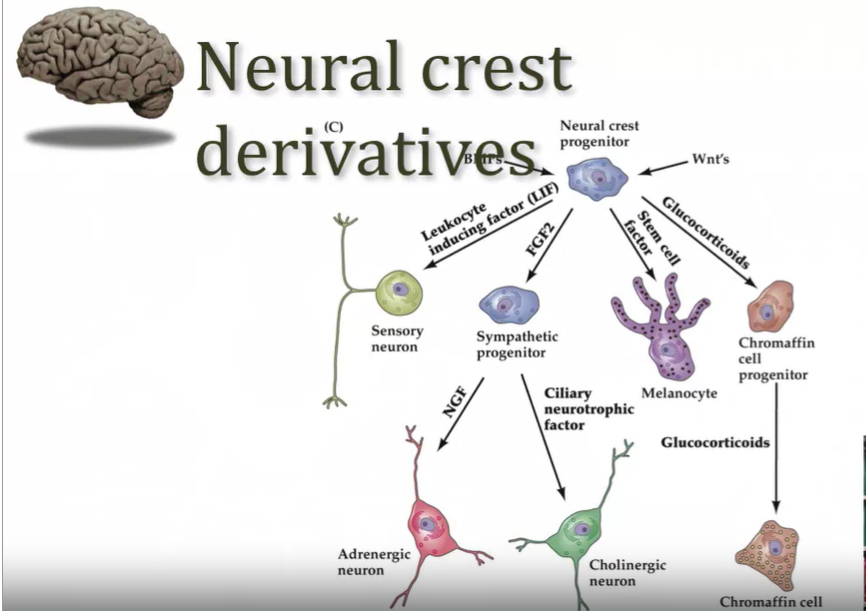 Neural crest
derivatives
(C)
Neural crest
progenitor
BMPs
Wnt's
Leukocyte
inducing factor (LIF)
FGF2
Stem cell
factor
Glucocorticoids
Sensory
neuron
Sympathetic
progenitor
Melanocyte
Chromaffin
cell
progenitor
NGF
Ciliary
neurotrophic
factor
Glucocorticoids
Adrenergic
neuron
Cholinergic
neuron
Chromaffin cell